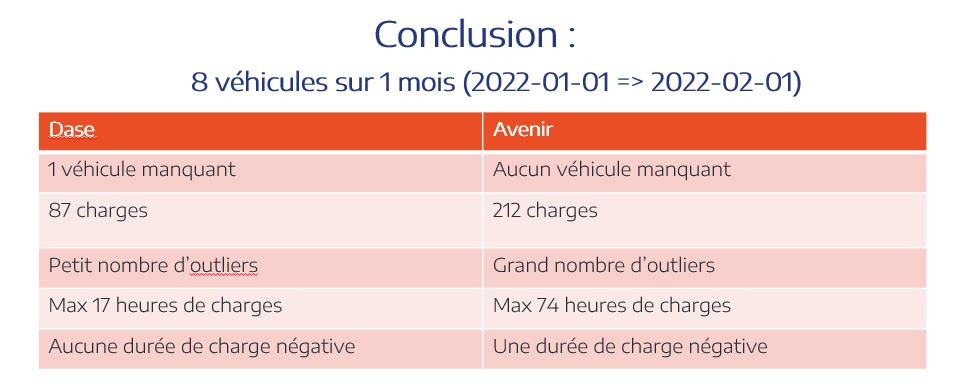 Conclusion :
8 véhicules sur 1 mois (2022-01-01 => 2022-02-01)
Dase Avenir
1 véhicule manquant Aucun véhicule manquant
87 charges 212 charges
Petit nombre d’outliers Grand nombre d’outliers
Max 17 heures de charges Max 74 heures de charges
Aucune durée de charge négative Une durée de charge négative